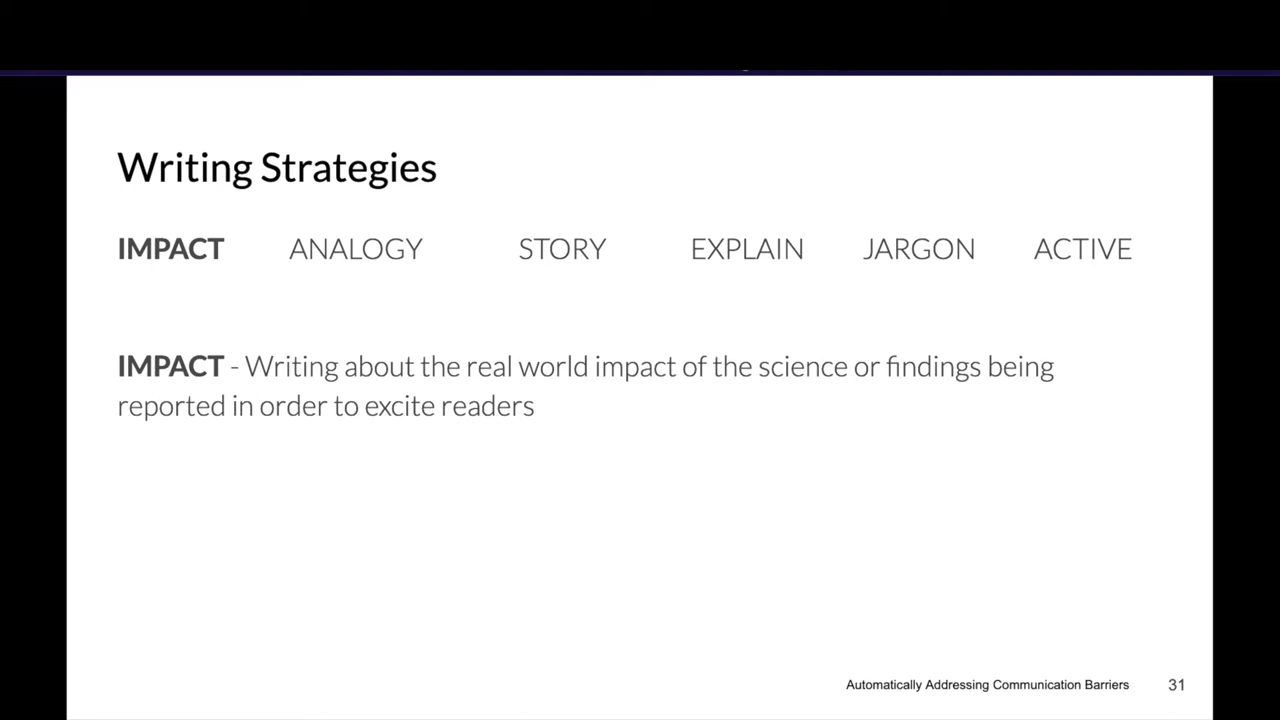 Writing Strategies
IMPACT ANALOGY STORY EXPLAIN JARGON ACTIVE
IMPACT - Writing about the real world impact of the science or findings being
reported in order to excite readers
Automatically Addressing Communication Barriers 31